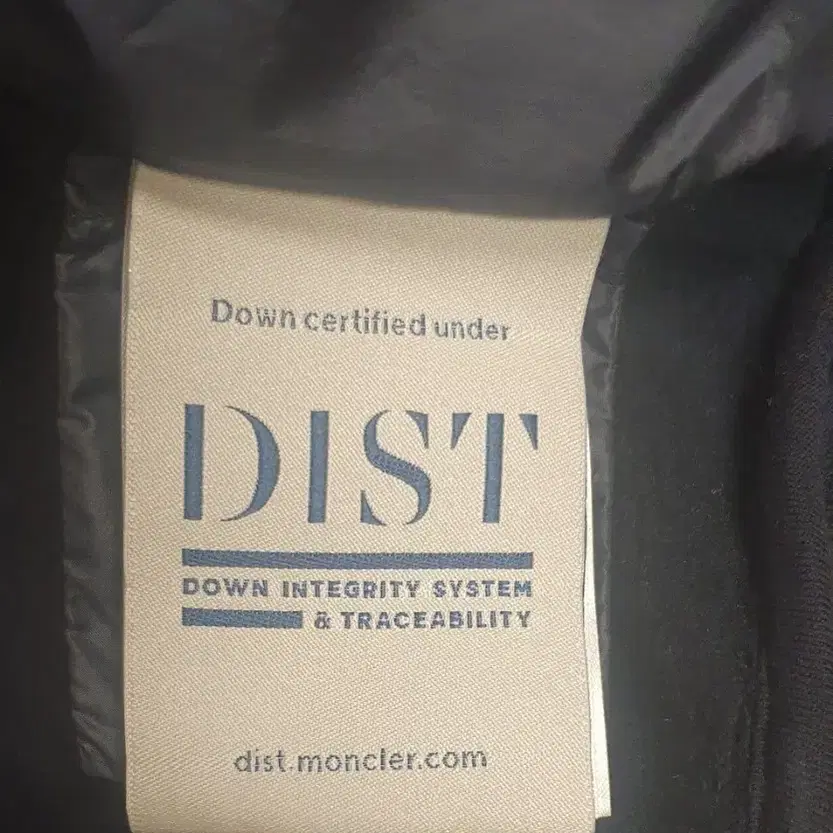 Down certified under
DIST
DOWN INTEGRITY SYSTEM
& TRACEABILITY
dist.moncler.com